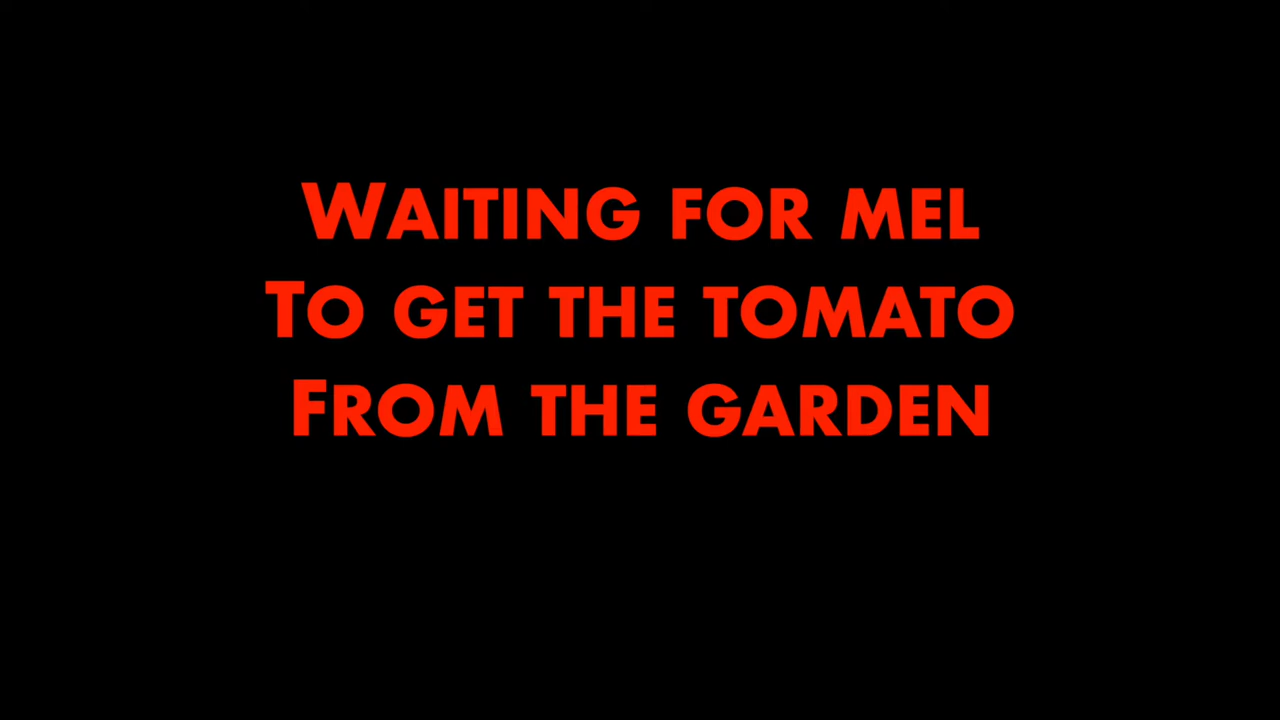 Waiting for mel
To get the tomato
From the garden